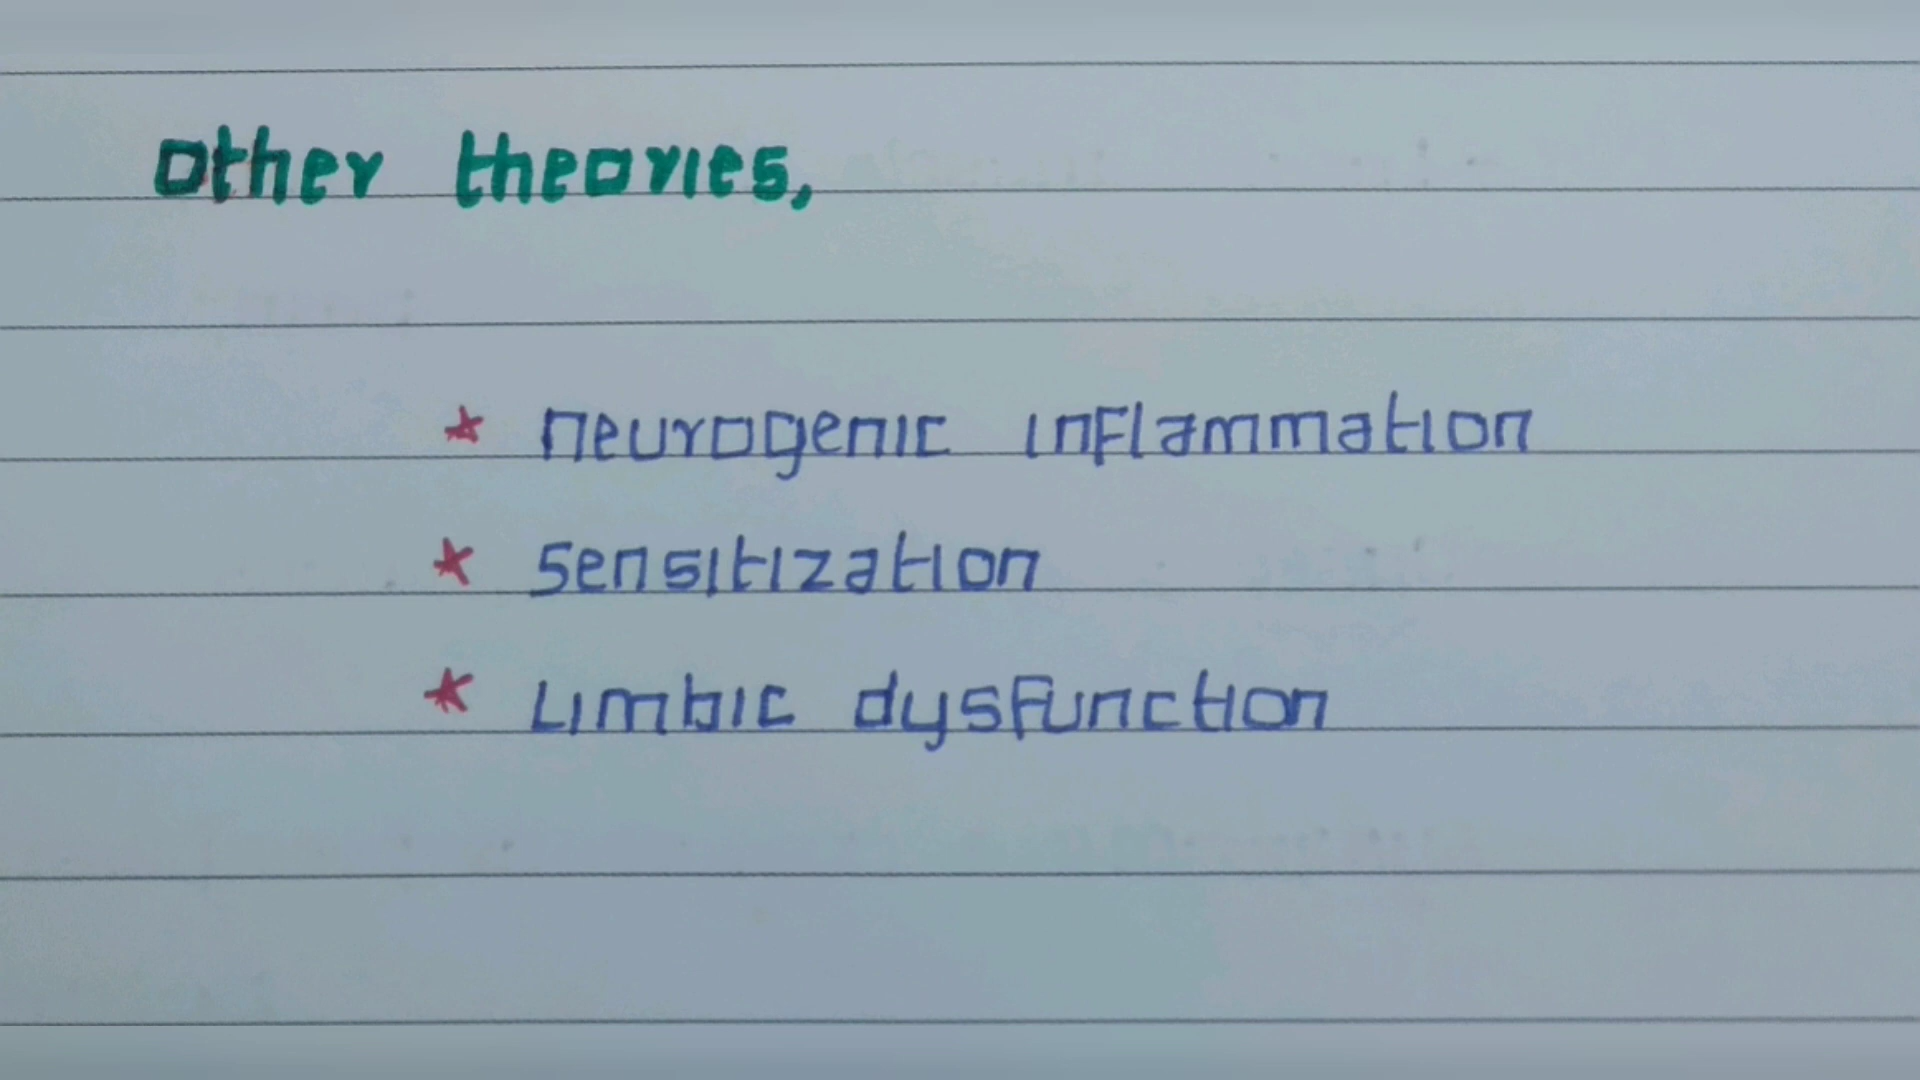 Other theories,
* neurogenic inflammation
* sensitization
* Limbic dysfunction